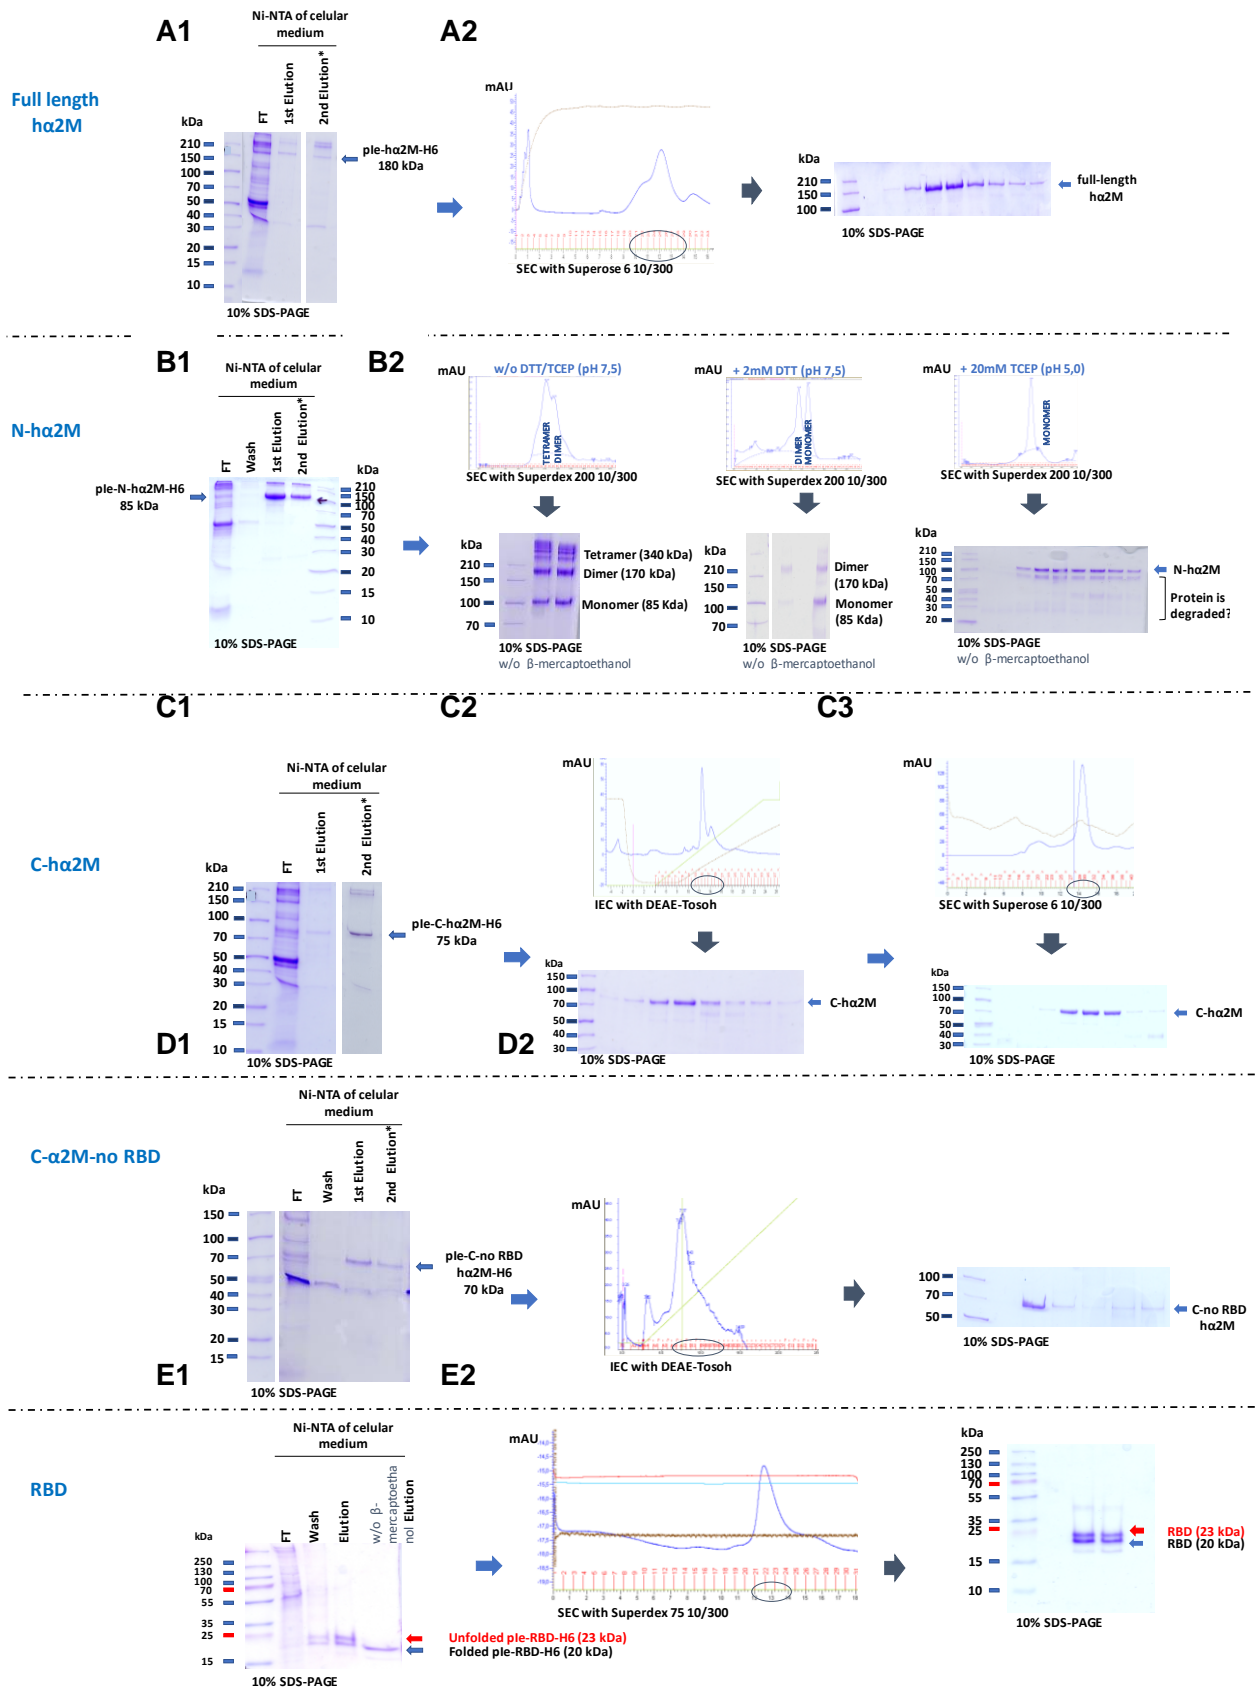 A1
A2
Ni-NTA of celular
medium
Full length
hα2M
FT
1st Elution
2nd Elution*
kDa
210
150
100
70
50
40
30
20
15
10
ple-hα2M-H6
180 kDa
10% SDS-PAGE
mAU
SEC with Superose 6 10/300
kDa
210
150
100
full-length
hα2M
10% SDS-PAGE
B1
B2
Ni-NTA of celular
medium
N-hα2M
FT
Wash
1st Elution
2nd Elution*
ple-N-hα2M-H6
85 kDa
kDa
210
150
100
70
50
40
30
20
15
10
10% SDS-PAGE
mAU
w/o DTT/TCEP (pH 7,5)
TETRAMER
DIMER
SEC with Superdex 200 10/300
mAU
+ 2mM DTT (pH 7,5)
DIMER
MONOMER
SEC with Superdex 200 10/300
mAU
+ 20mM TCEP (pH 5,0)
MONOMER
SEC with Superdex 200 10/300
kDa
210
150
100
70
Tetramer (340 kDa)
Dimer (170 kDa)
Monomer (85 Kda)
10% SDS-PAGE
w/o β-mercaptoethanol
kDa
210
150
100
70
Dimer
(170 kDa)
Monomer
(85 Kda)
10% SDS-PAGE
w/o β-mercaptoethanol
kDa
210
150
100
70
50
40
30
20
N-hα2M
Protein is
degraded?
10% SDS-PAGE
w/o β-mercaptoethanol
C1
C2
C3
Ni-NTA of celular
medium
C-hα2M
FT
1st Elution
2nd Elution*
kDa
210
150
100
70
50
40
30
20
15
10
ple-C-hα2M-H6
75 kDa
10% SDS-PAGE
mAU
IEC with DEAE-Tosoh
kDa
150
100
70
50
40
30
C-hα2M
10% SDS-PAGE
mAU
SEC with Superose 6 10/300
kDa
150
100
70
50
40
30
C-hα2M
10% SDS-PAGE
D1
D2
Ni-NTA of celular
medium
C-α2M-no RBD
FT
Wash
1st Elution
2nd Elution*
kDa
150
100
70
50
40
30
20
15
ple-C-no RBD
hα2M-H6
70 kDa
10% SDS-PAGE
mAU
IEC with DEAE-Tosoh
100
70
50
C-no RBD
hα2M
10% SDS-PAGE
E1
E2
Ni-NTA of celular
medium
RBD
FT
Wash
Elution
w/o β-
mercaptoetha
nol Elution
kDa
250
130
100
70
55
35
25
15
Unfolded ple-RBD-H6 (23 kDa)
Folded ple-RBD-H6 (20 kDa)
10% SDS-PAGE
mAU
SEC with Superdex 75 10/300
kDa
250
130
100
70
55
35
25
15
10
RBD (23 kDa)
RBD (20 kDa)
10% SDS-PAGE